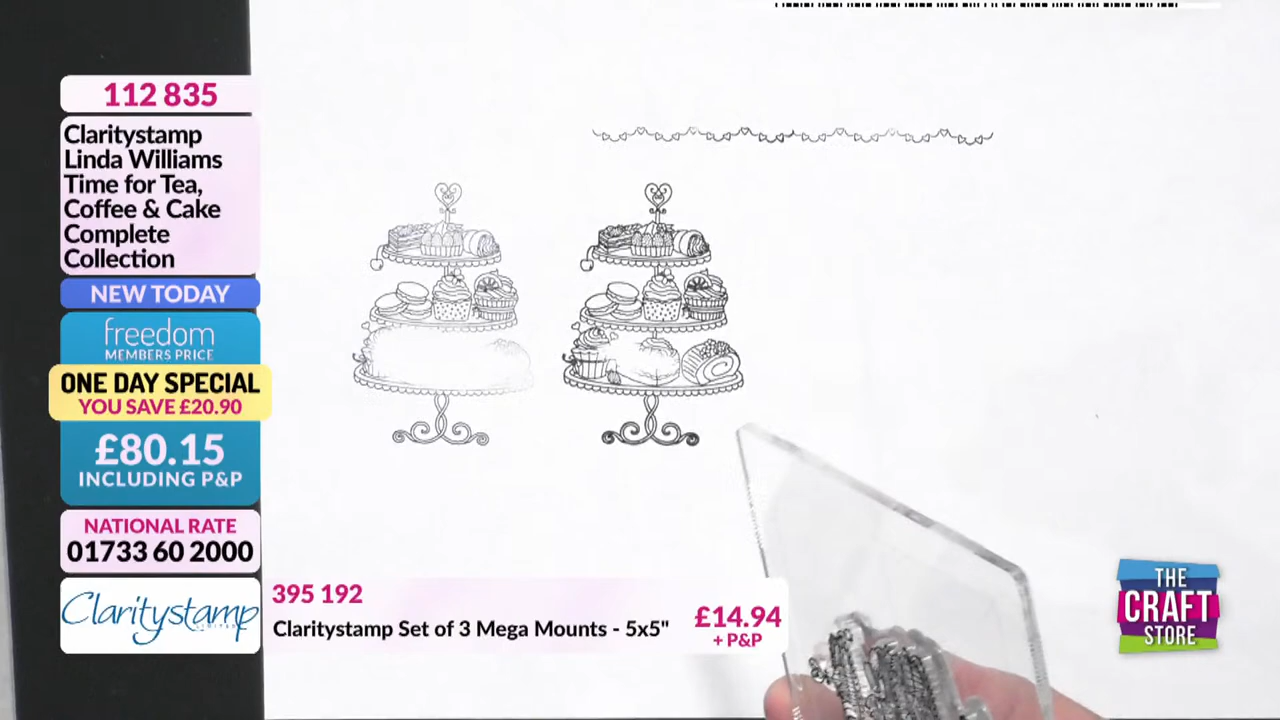 112 835
Claritystamp
Linda Williams
Time for Tea,
Coffee & Cake
Complete
Collection
NEW TODAY
freedom
MEMBERS PRICE
ONE DAY SPECIAL
YOU SAVE £20.90
£80.15
INCLUDING P&P
NATIONAL RATE
01733 60 2000
Claritystamp
LIMITED
395 192
Claritystamp Set of 3 Mega Mounts - 5x5"
£14.94
+ P&P
THE
CRAFT
STORE